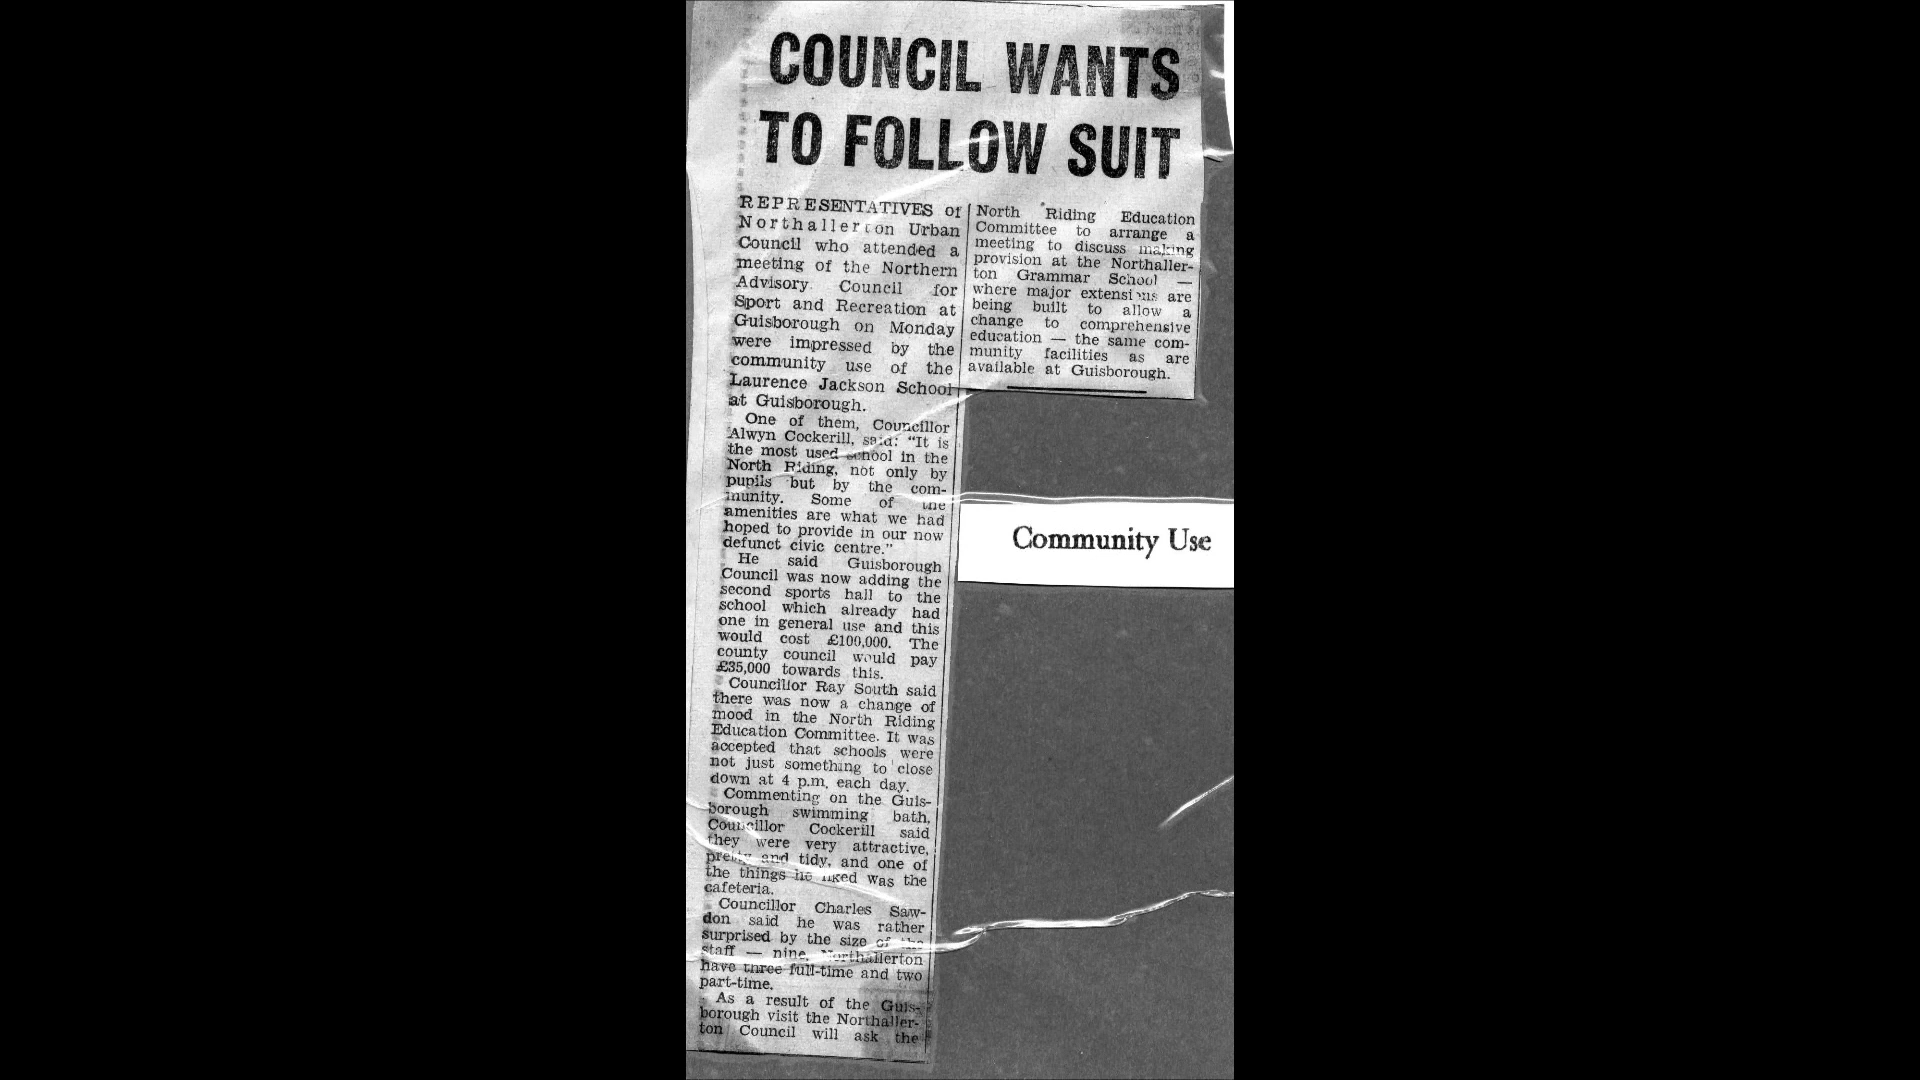 COUNCIL WANTS
TO FOLLOW SUIT
REPRESENTATIVES of
Northallerton Urban
Council who attended a
meeting of the Northern
Advisory Council for
Sport and Recreation at
Guisborough on Monday
were impressed by the
community use of the
Laurence Jackson School
at Guisborough.
One of them, Councillor
Alwyn Cockerill, said: "It is
the most used school in the
North Riding, not only by
pupils but by the com-
munity. Some of the
amenities are what we had
hoped to provide in our now
defunct civic centre."
He said Guisborough
Council was now adding the
second sports hall to the
school which already had
one in general use and this
would cost £100,000. The
county council would pay
£35,000 towards this.
Councillor Ray South said
there was now a change of
mood in the North Riding
Education Committee. It was
accepted that schools were
not just something to close
down at 4 p.m. each day.
Commenting on the Guis-
borough swimming bath,
Councillor Cockerill said
they were very attractive,
pretty and tidy, and one of
the things he liked was the
cafeteria.
Councillor Charles Saw-
don said he was rather
surprised by the size of the
staff — nine. Northallerton
have three full-time and two
part-time.
As a result of the Guis-
borough visit the Northaller-
ton Council will ask the
North Riding Education
Committee to arrange a
meeting to discuss making
provision at the Northaller-
ton Grammar School —
where major extensions are
being built to allow a
change to comprehensive
education — the same com-
munity facilities as are
available at Guisborough.
Community Use